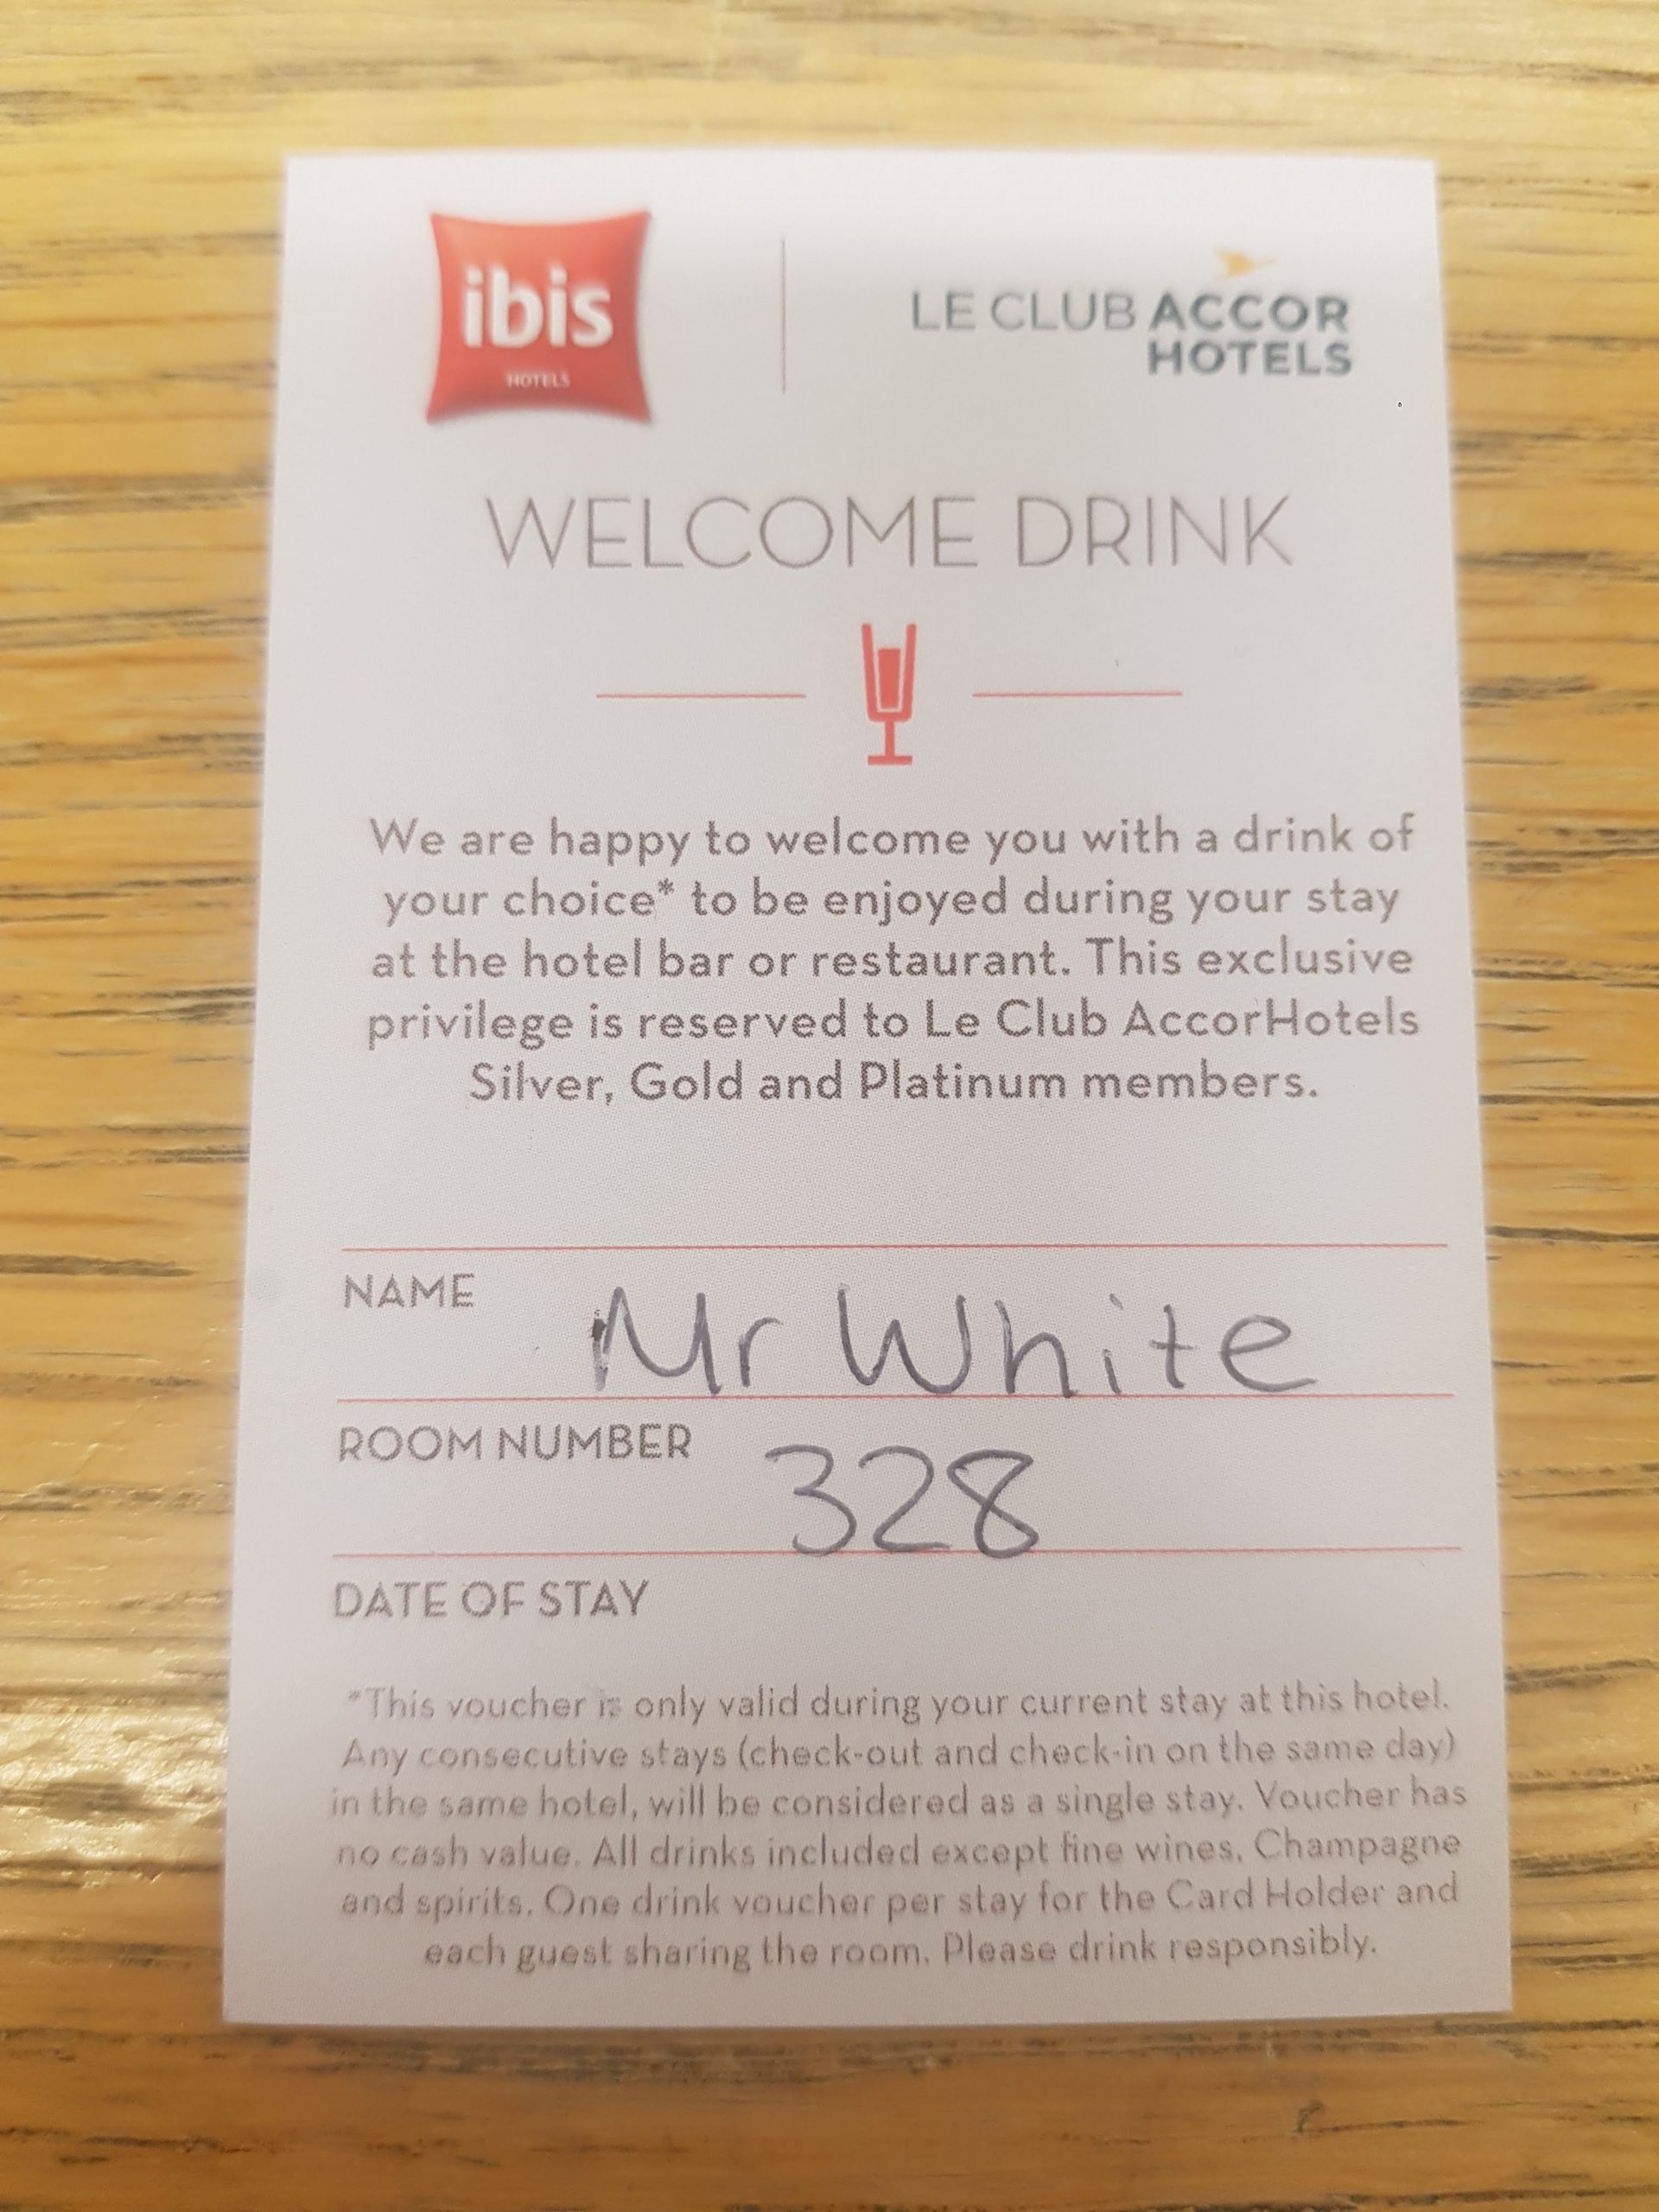 ibis
HOTELS
LE CLUB ACCOR
HOTELS
WELCOME DRINK
We are happy to welcome you with a drink of
your choice* to be enjoyed during your stay
at the hotel bar or restaurant. This exclusive
privilege is reserved to Le Club AccorHotels
Silver, Gold and Platinum members.
NAME Mr White
ROOM NUMBER 328
DATE OF STAY
*This voucher is only valid during your current stay at this hotel.
Any consecutive stays (check-out and check-in on the same day)
in the same hotel, will be considered as a single stay. Voucher has
no cash value. All drinks included except fine wines, Champagne
and spirits. One drink voucher per stay for the Card Holder and
each guest sharing the room. Please drink responsibly.